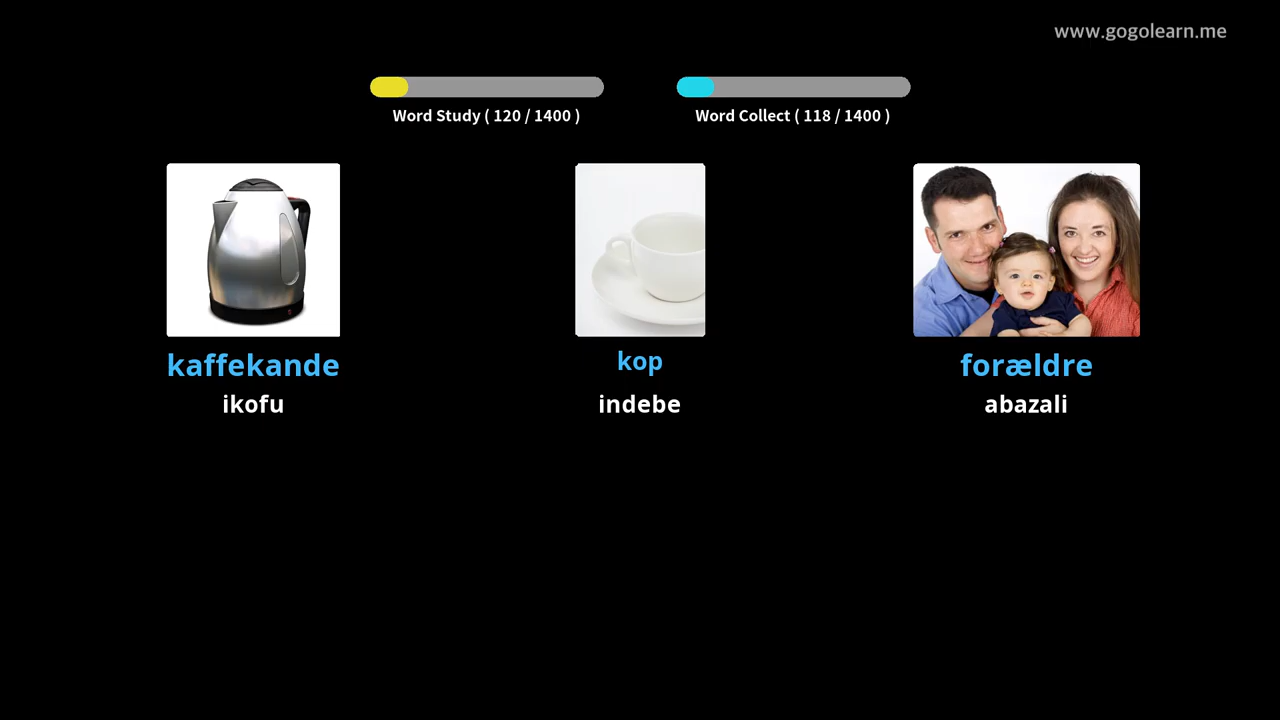 www.gogolearn.me
Word Study ( 120 / 1400 )
Word Collect ( 118 / 1400 )
kaffekande
kop
forældre
ikofu
indebe
abazali